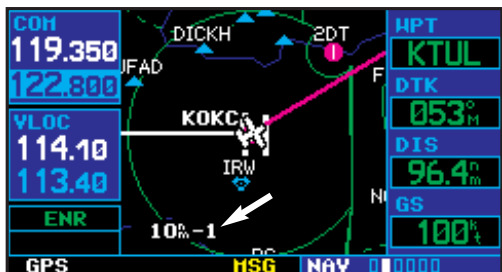 COM
119.350
122.800
VLOC
114.10
113.40
ENR
GPS
DICKH
2DT
JFAD
F
KOKC
IRW
N
10nm-1
MSG
WPT
KTUL
DTK
053°M
DIS
96.4nm
GS
100kt
NAV